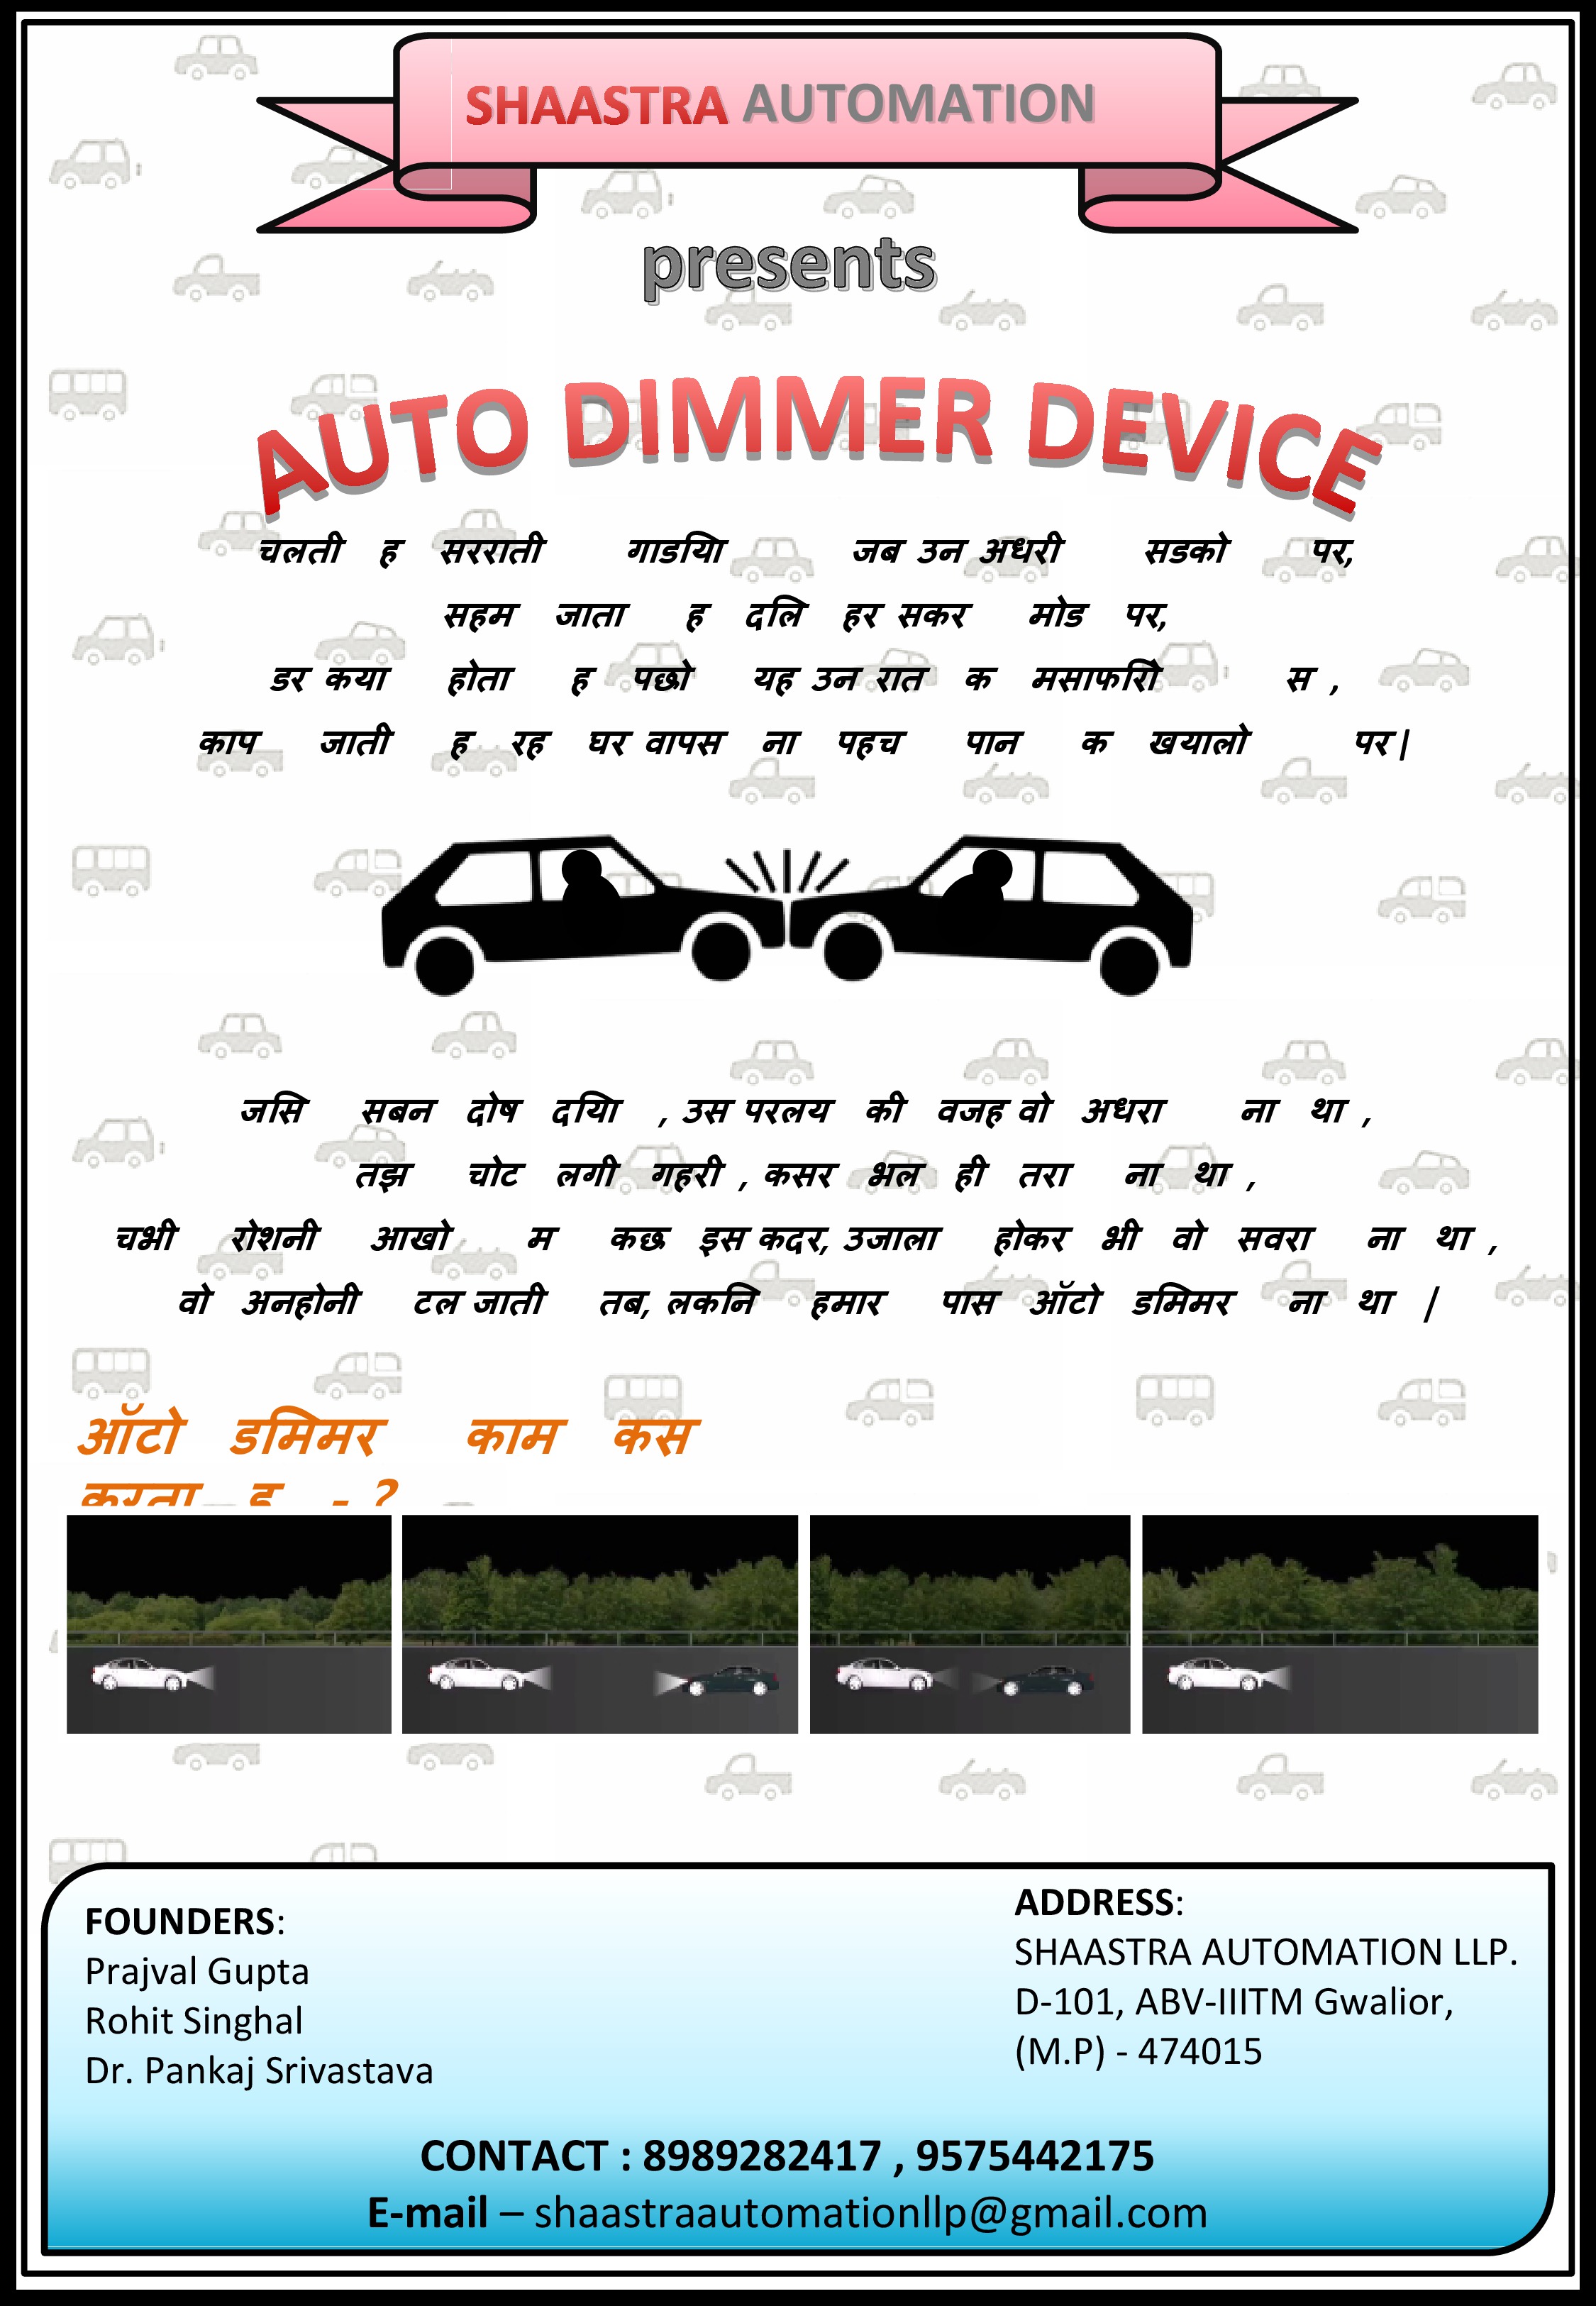 SHAASTRA AUTOMATION
presents
AUTO DIMMER DEVICE
चलती ह सरराती गाडयिा जब उन अधरी सडको पर,
सहम जाता ह दलि हर सकर मोड पर,
डर कया होता ह पछो यह उन रात क मसाफरिो स ,
काप जाती ह रह घर वापस ना पहच पान क खयालो पर|
जसि सबन दोष दयिा , उस परलय की वजह वो अधरा ना था ,
तझ चोट लगी गहरी , कसर भल ही तरा ना था ,
चभी रोशनी आखो म कछ इस कदर, उजाला होकर भी वो सवरा ना था ,
वो अनहोनी टल जाती तब, लकनि हमार पास ऑटो डमिमर ना था |
ऑटो डमिमर काम कस
करता ह - ?
FOUNDERS:
Prajval Gupta
Rohit Singhal
Dr. Pankaj Srivastava
ADDRESS:
SHAASTRA AUTOMATION LLP.
D-101, ABV-IIITM Gwalior,
(M.P) - 474015
CONTACT : 8989282417 , 9575442175
E-mail – shaastraautomationllp@gmail.com